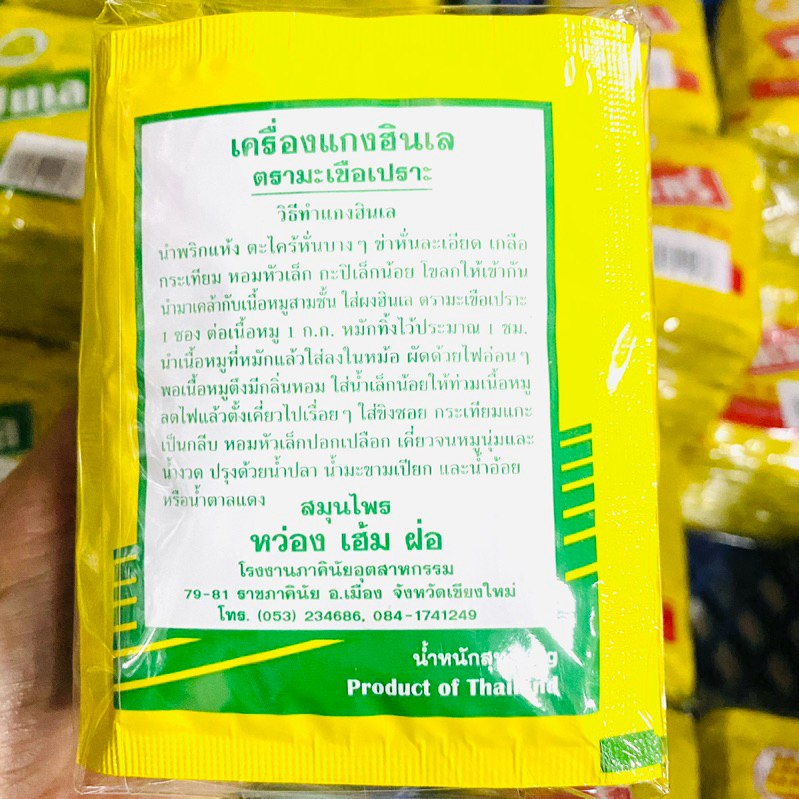 เครื่องแกงฮินเล
ตรามะเขือเปราะ
วิธีทำแกงฮินเล
นำพริกแห้ง ตะไคร้หั่นบางๆ ข่าหั่นละเอียด เกลือ
กระเทียม หอมหัวเล็ก กะปิเล็กน้อย โขลกให้เข้ากัน
นำมาเคล้ากับเนื้อหมูสามชั้น ใส่ผงฮินเล ตรามะเขือเปราะ
1 ซอง ต่อเนื้อหมู 1 ก.ก. หมักทิ้งไว้ประมาณ 1 ชม.
นำเนื้อหมูที่หมักแล้วใส่ลงในหม้อ ผัดด้วยไฟอ่อนๆ
พอเนื้อหมูตึงมีกลิ่นหอม ใส่น้ำเล็กน้อยให้ท่วมเนื้อหมู
ลดไฟแล้วตั้งเคี่ยวไปเรื่อยๆ ใส่ขิงซอย กระเทียมแกะ
เป็นกลีบ หอมหัวเล็กปอกเปลือก เคี่ยวจนหมูนุ่มและ
น้ำงวด ปรุงด้วยน้ำปลา น้ำมะขามเปียก และน้ำอ้อย
หรือน้ำตาลแดง
สมุนไพร
หว่อง เฮ้ม ฝ่อ
โรงงานภาคินัยอุตสาหกรรม
79-81 ราชภาคินัย อ.เมือง จังหวัดเชียงใหม่
โทร. (053) 234686, 084-1741249
น้ำหนักสุทธิ g
Product of Thailand